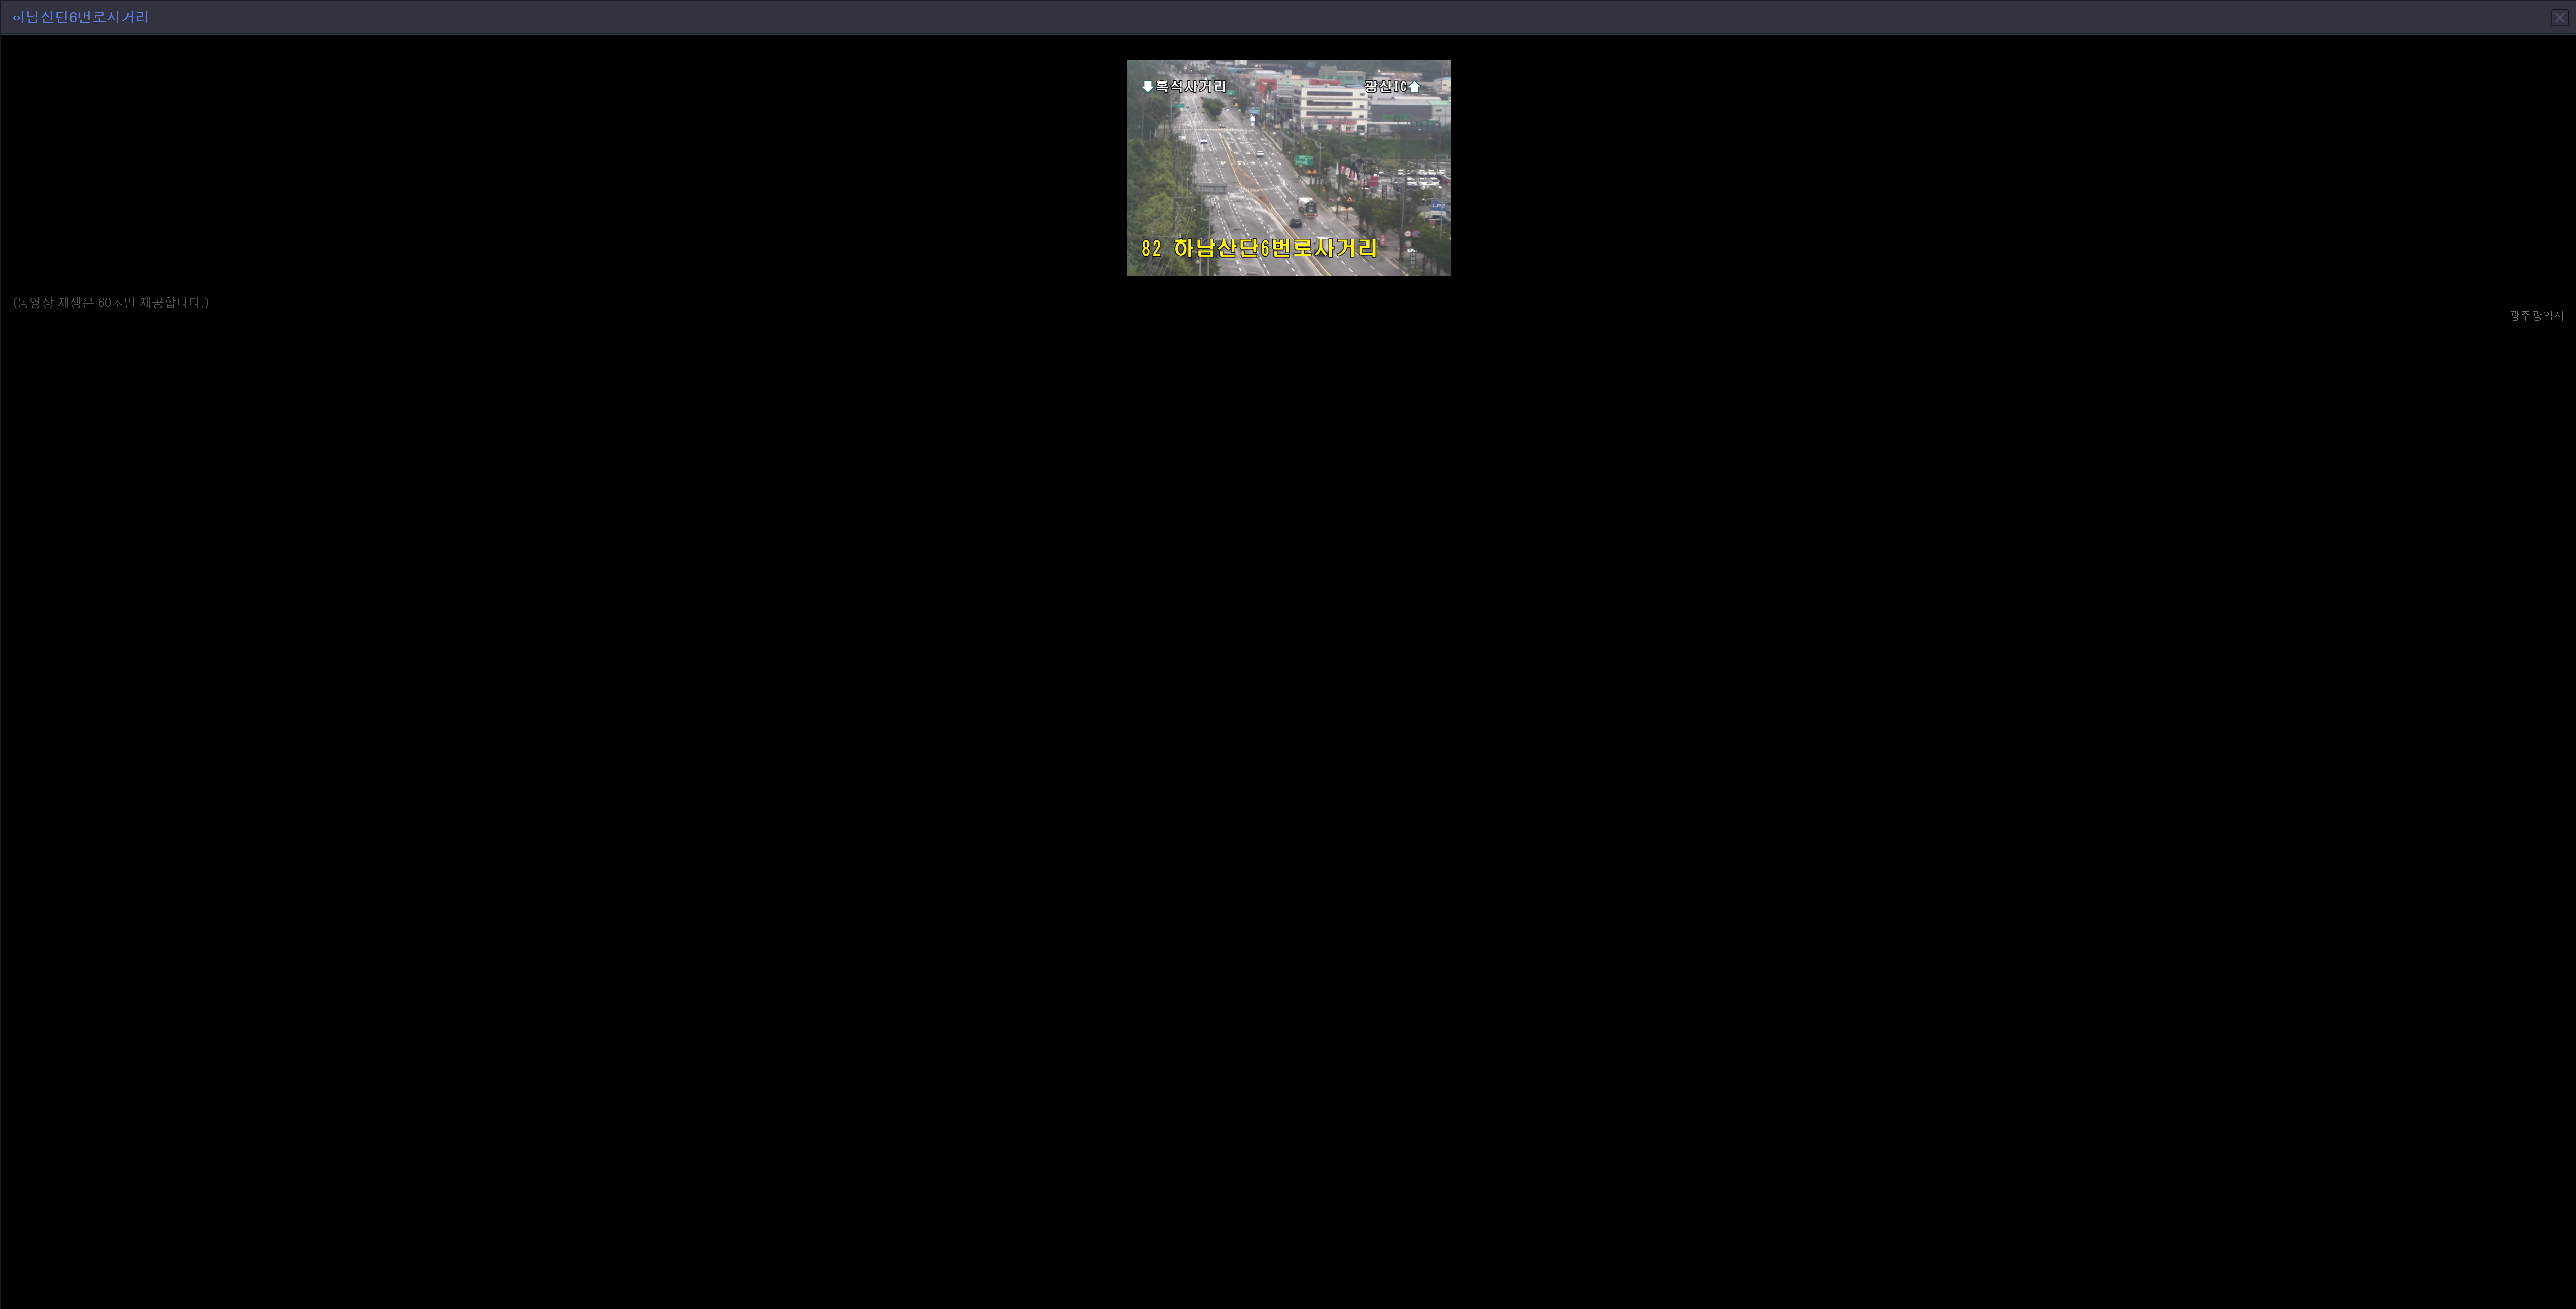 하남산단6번로사거리
⬇흑석사거리
광산IC⬆
82 하남산단6번로사거리
(동영상 재생은 60초만 제공합니다.)
광주광역시